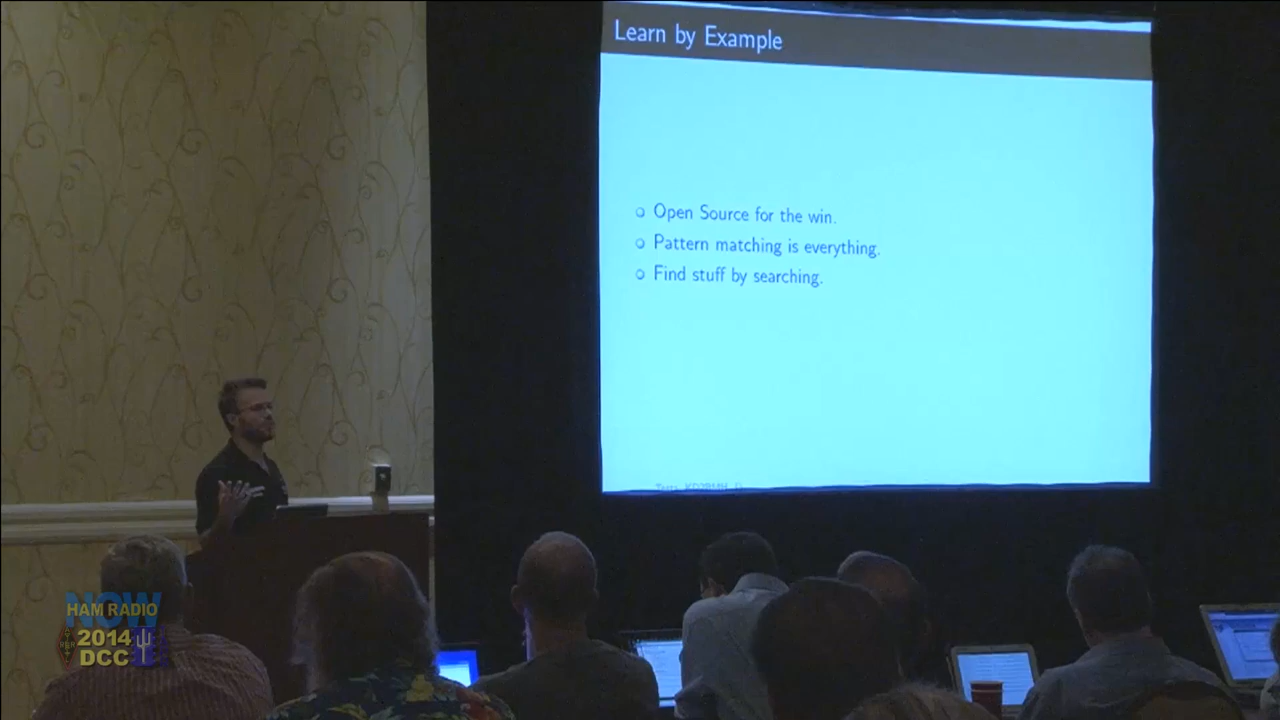 Learn by Example
Open Source for the win.
Pattern matching is everything.
Find stuff by searching.
NOW
HAM RADIO
2014
DCC